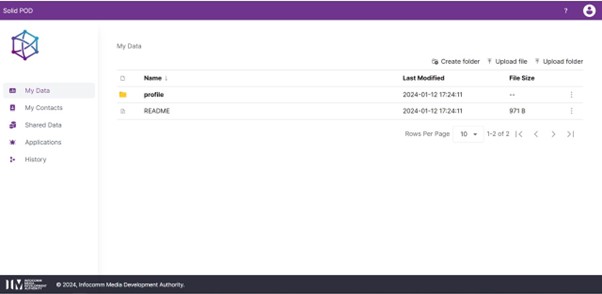 Solid POD
?
My Data
Create folder Upload file Upload folder
Name Last Modified File Size
profile 2024-01-12 17:24:11 --
README 2024-01-12 17:24:11 971 B
Rows Per Page 10 1-2 of 2
My Data
My Contacts
Shared Data
Applications
History
INFOCOMM
MEDIA
DEVELOPMENT
AUTHORITY
© 2024, Infocomm Media Development Authority.